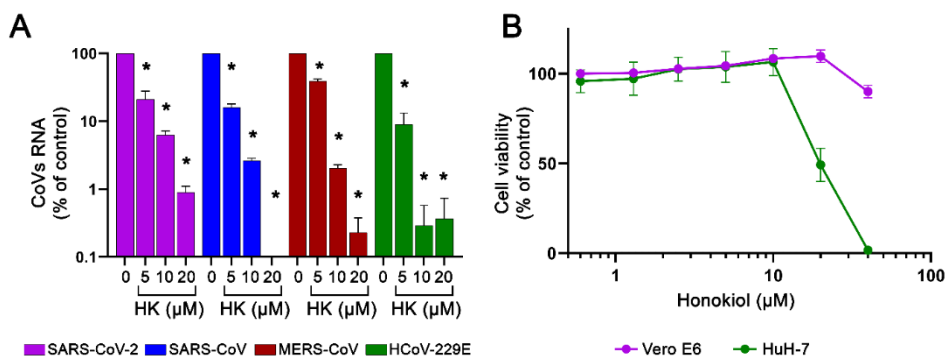 A
CoVs RNA
(% of control)
100
10
1
0.1
* * *
* * *
* * *
* * *
0 5 10 20 0 5 10 20 0 5 10 20 0 5 10 20
HK (μM) HK (μM) HK (μM) HK (μM)
SARS-CoV-2 SARS-CoV MERS-CoV HCoV-229E
B
Cell viability
(% of control)
100
50
0
1 10 100
Honokiol (μM)
Vero E6 HuH-7